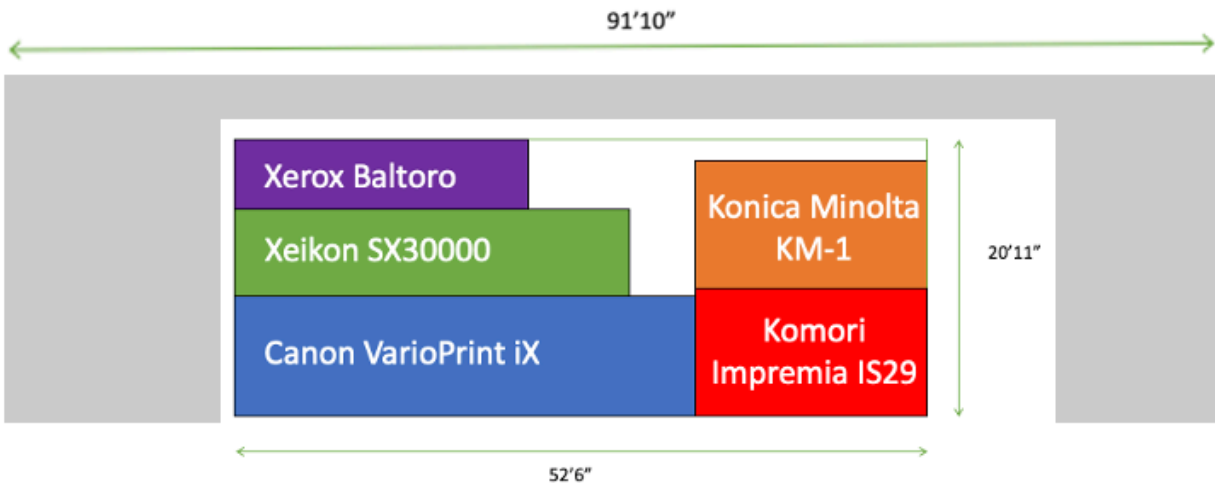 91’10”
Xerox Baltoro
Xeikon SX30000
Canon VarioPrint iX
Konica Minolta
KM-1
Komori
Impremia IS29
20’11”
52’6”